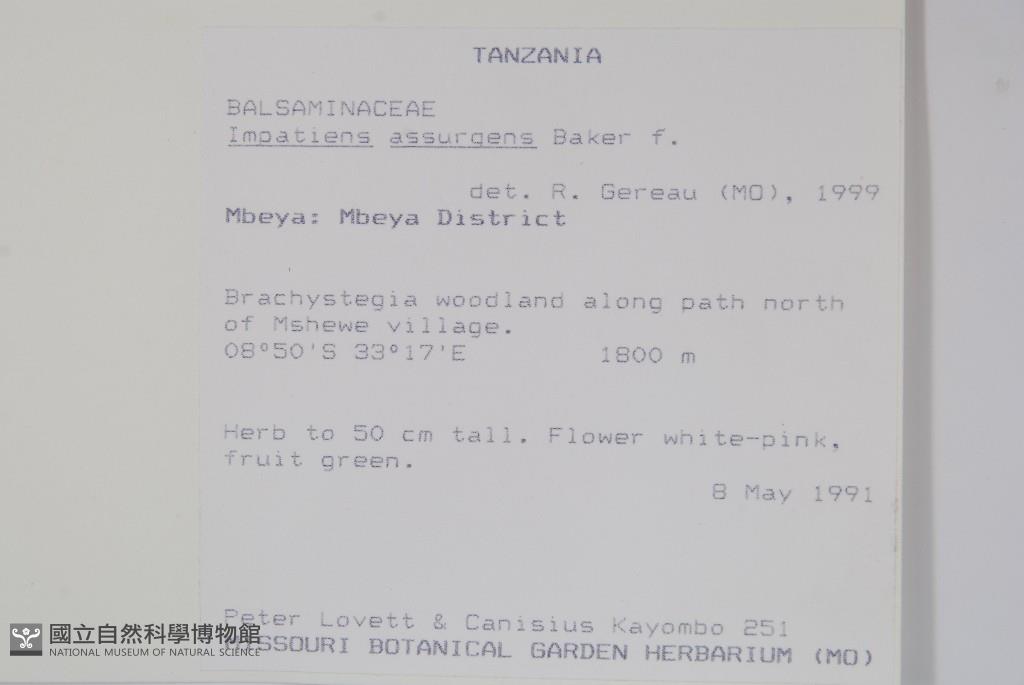 TANZANIA
BALSAMINACEAE
Impatiens assurgens Baker f.
det. R. Gereau (MO), 1999
Mbeya: Mbeya District
Brachystegia woodland along path north
of Mshewe village.
08°50'S 33°17'E 1800 m
Herb to 50 cm tall. Flower white-pink,
fruit green.
8 May 1991
Peter Lovett & Canisius Kayombo 251
MISSOURI BOTANICAL GARDEN HERBARIUM (MO)
國立自然科學博物館
NATIONAL MUSEUM OF NATURAL SCIENCE